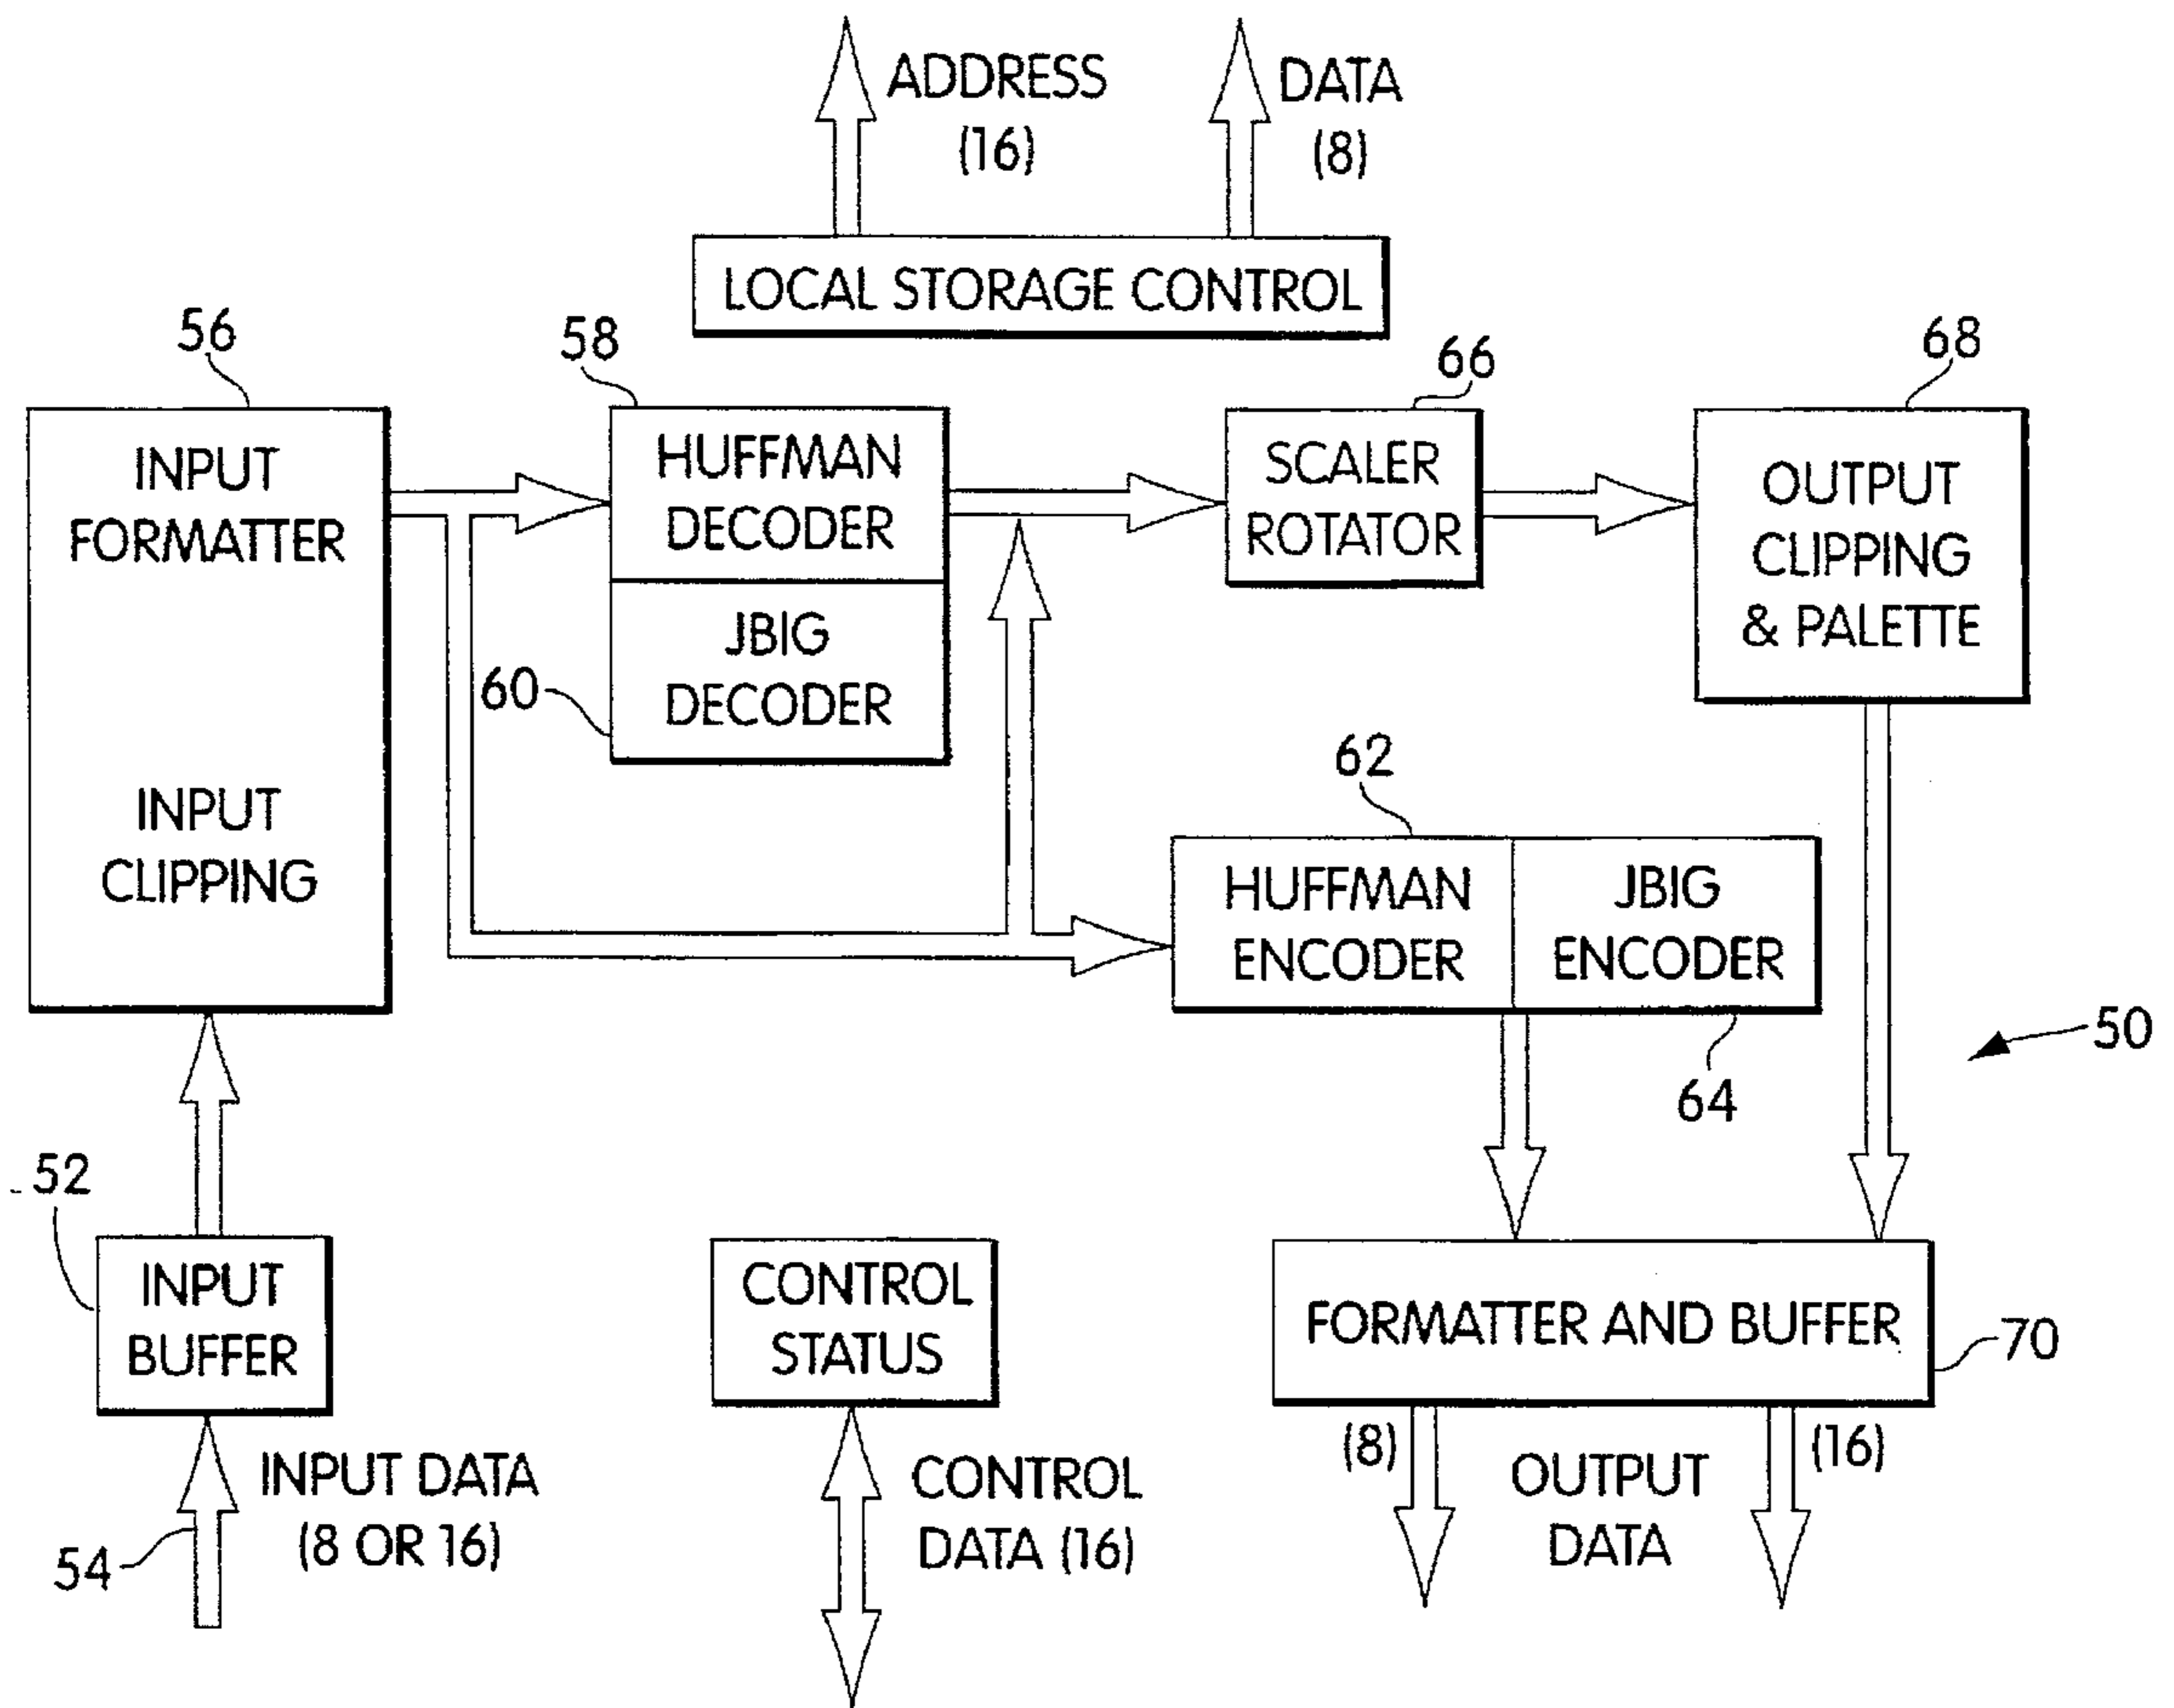 ADDRESS
(16)
DATA
(8)
LOCAL STORAGE CONTROL
56
58
66
68
INPUT
FORMATTER
INPUT
CLIPPING
HUFFMAN
DECODER
JBIG
DECODER
60
SCALER
ROTATOR
OUTPUT
CLIPPING
& PALETTE
62
HUFFMAN
ENCODER
JBIG
ENCODER
64
50
52
INPUT
BUFFER
CONTROL
STATUS
FORMATTER AND BUFFER
70
INPUT DATA
(8 OR 16)
54
CONTROL
DATA (16)
(8)
OUTPUT
DATA
(16)